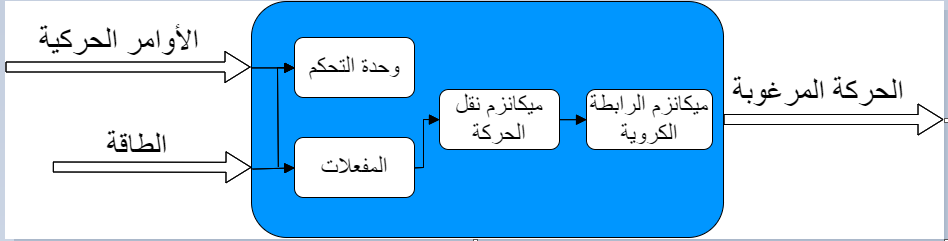 الأوامر الحركية
الطاقة
وحدة التحكم
المفعلات
ميكانزم نقل
الحركة
ميكانزم الرابطة
الكروية
الحركة المرغوبة